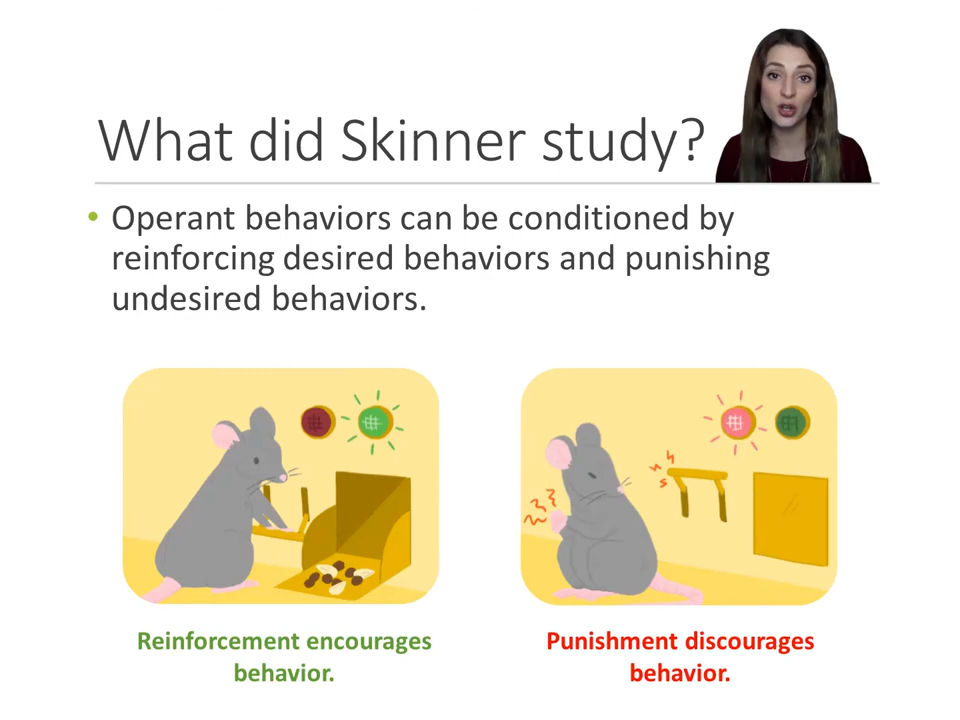 What did Skinner study?
• Operant behaviors can be conditioned by
reinforcing desired behaviors and punishing
undesired behaviors.
Reinforcement encourages
behavior.
Punishment discourages
behavior.